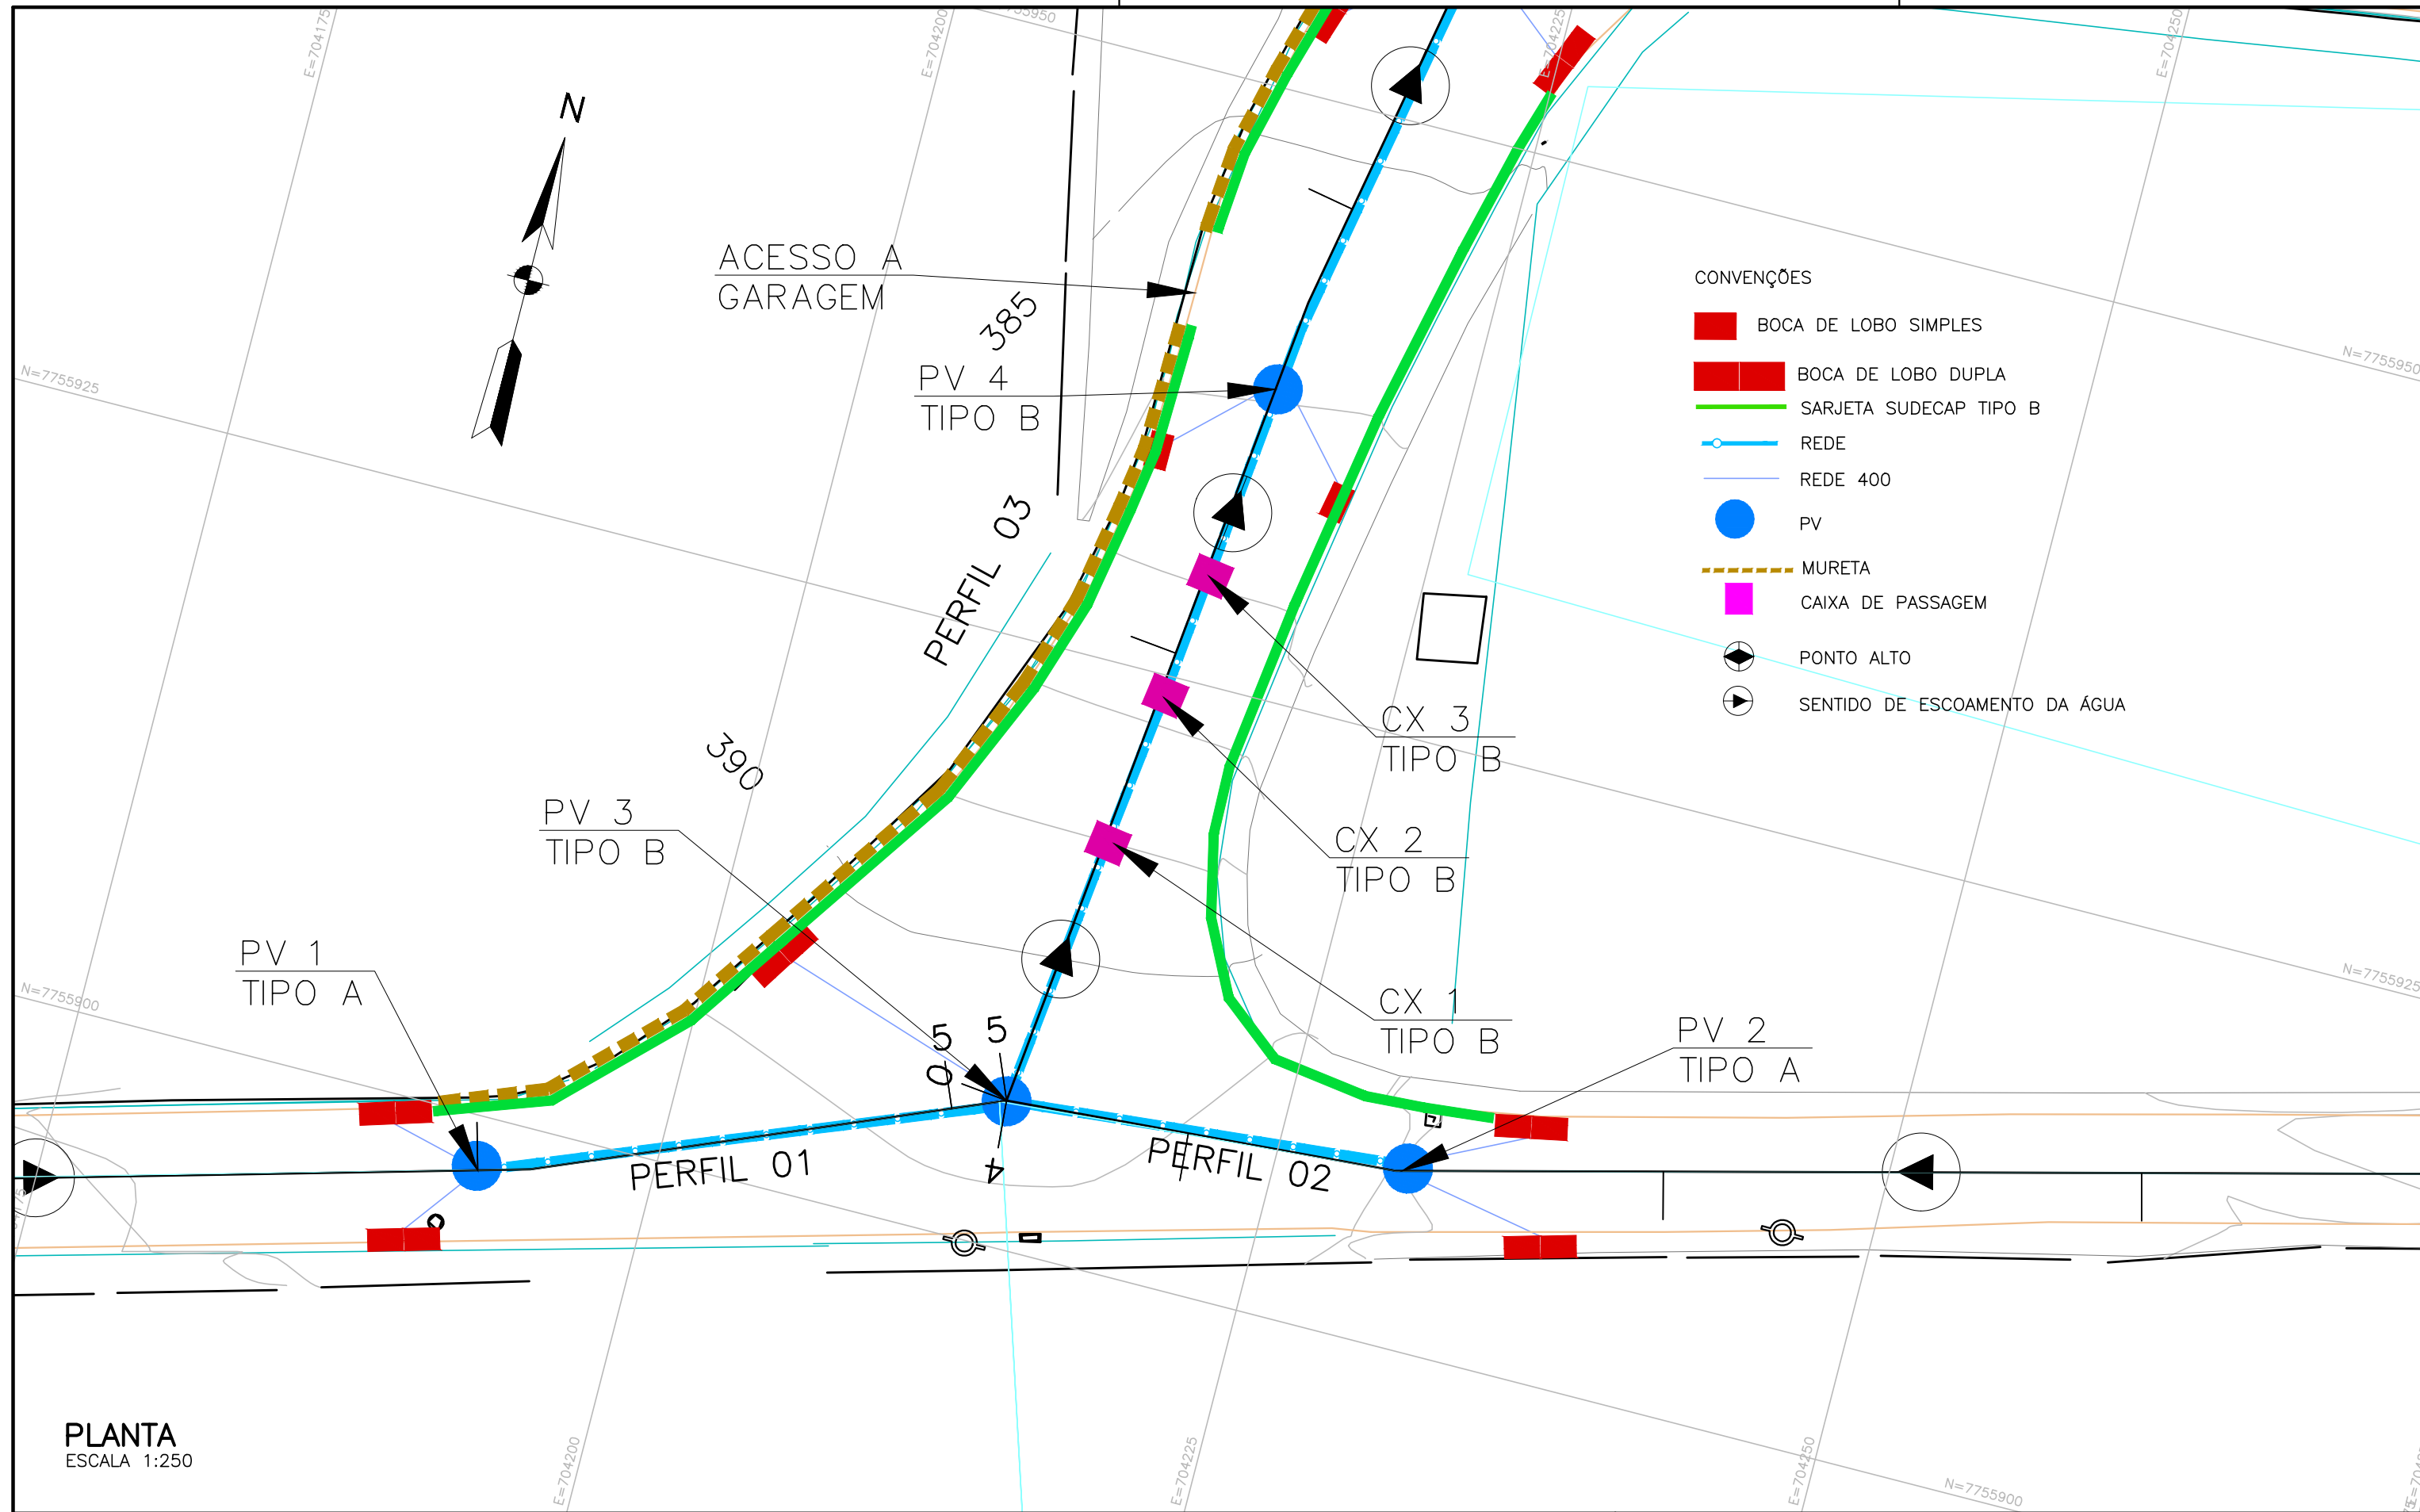 E=704175
E=704200
7755950
E=704225
E=704250
N
ACESSO A
GARAGEM
385
PV 4
TIPO B
CONVENÇÕES
BOCA DE LOBO SIMPLES
BOCA DE LOBO DUPLA
SARJETA SUDECAP TIPO B
REDE
REDE 400
PV
MURETA
CAIXA DE PASSAGEM
PONTO ALTO
SENTIDO DE ESCOAMENTO DA ÁGUA
N=7755925
N=7755950
PERFIL 03
390
CX 3
TIPO B
PV 3
TIPO B
CX 2
TIPO B
PV 1
TIPO A
N=7755900
N=7755925
CX 1
TIPO B
PV 2
TIPO A
5
5
0
4
PERFIL 01
PERFIL 02
PLANTA
ESCALA 1:250
E=704200
E=704225
E=704250
N=7755900